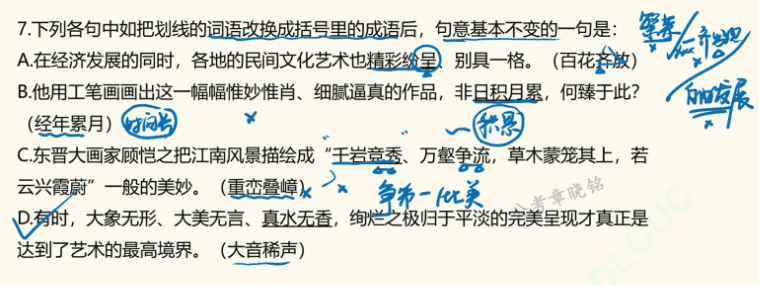 7.下列各句中如把划线的词语改换成括号里的成语后，句意基本不变的一句是：
A.在经济发展的同时，各地的民间文化艺术也精彩纷呈、别具一格。（百花齐放）
B.他用工笔画画出这一幅幅惟妙惟肖、细腻逼真的作品，非日积月累，何臻于此？
（经年累月）时间长
积累
C.东晋大画家顾恺之把江南风景描绘成“千岩竞秀、万壑争流，草木蒙笼其上，若
云兴霞蔚”一般的美妙。（重峦叠嶂）
争第一 比美
D.有时，大象无形、大美无言、真水无香，绚烂之极归于平淡的完美呈现才真正是
达到了艺术的最高境界。（大音稀声）
繁荣
自由发展
公考章晓铭